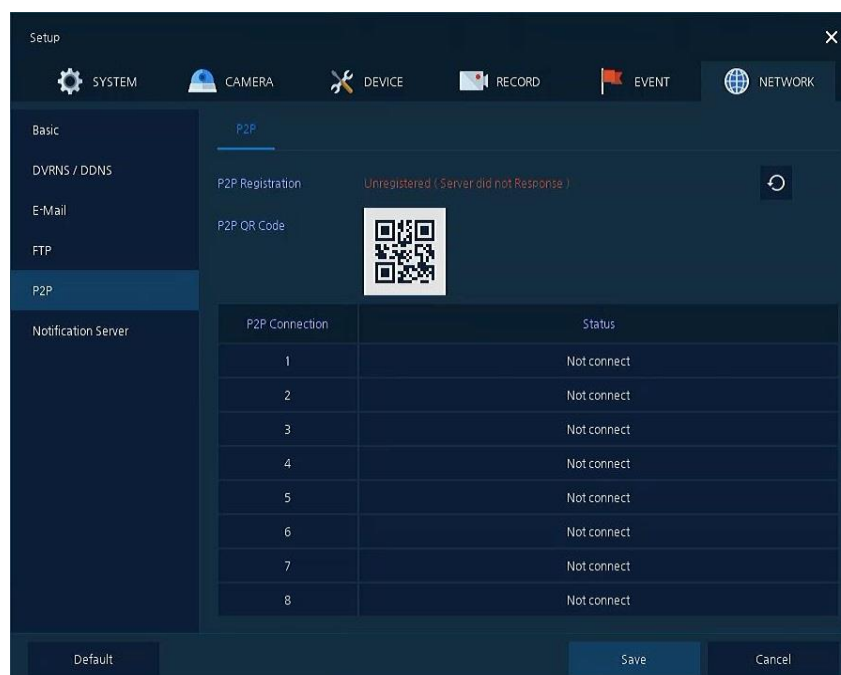 Setup
SYSTEM CAMERA DEVICE RECORD EVENT NETWORK
Basic
DVRNS / DDNS
E-Mail
FTP
P2P
Notification Server
P2P
P2P Registration Unregistered ( Server did not Response )
P2P QR Code
P2P Connection Status
1 Not connect
2 Not connect
3 Not connect
4 Not connect
5 Not connect
6 Not connect
7 Not connect
8 Not connect
Default Save Cancel